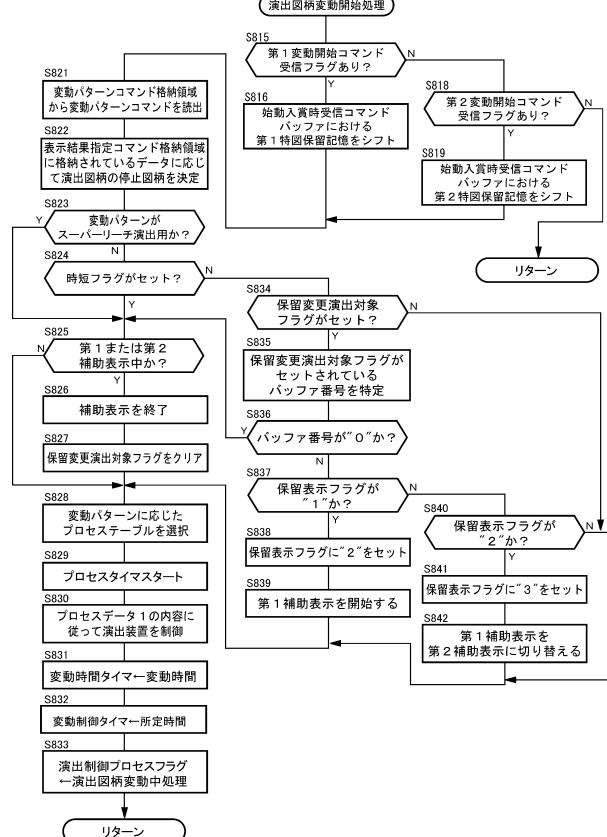 演出図柄変動開始処理
S815
第１変動開始コマンド
受信フラグあり？
N
Y
S816
始動入賞時受信コマンド
バッファにおける
第１特図保留記憶をシフト
S818
第２変動開始コマンド
受信フラグあり？
N
Y
S819
始動入賞時受信コマンド
バッファにおける
第２特図保留記憶をシフト
リターン
S821
変動パターンコマンド格納領域
から変動パターンコマンドを読出
S822
表示結果指定コマンド格納領域
に格納されているデータに応じ
て演出図柄の停止図柄を決定
S823
Y
変動パターンが
スーパーリーチ演出用か？
N
S824
時短フラグがセット？
N
Y
S825
N
第１または第２
補助表示中か？
Y
S826
補助表示を終了
S827
保留変更演出対象フラグをクリア
S828
変動パターンに応じた
プロセステーブルを選択
S829
プロセスタイマスタート
S830
プロセスデータ１の内容に
従って演出装置を制御
S831
変動時間タイマ←変動時間
S832
変動制御タイマ←所定時間
S833
演出制御プロセスフラグ
←演出図柄変動中処理
リターン
S834
保留変更演出対象
フラグがセット？
N
Y
S835
保留変更演出対象フラグが
セットされている
バッファ番号を特定
S836
Y
バッファ番号が"０"か？
N
S837
保留表示フラグが
"１"か？
N
Y
S838
保留表示フラグに"２"をセット
S839
第１補助表示を開始する
S840
保留表示フラグが
"２"か？
N
Y
S841
保留表示フラグに"３"をセット
S842
第１補助表示を
第２補助表示に切り替える